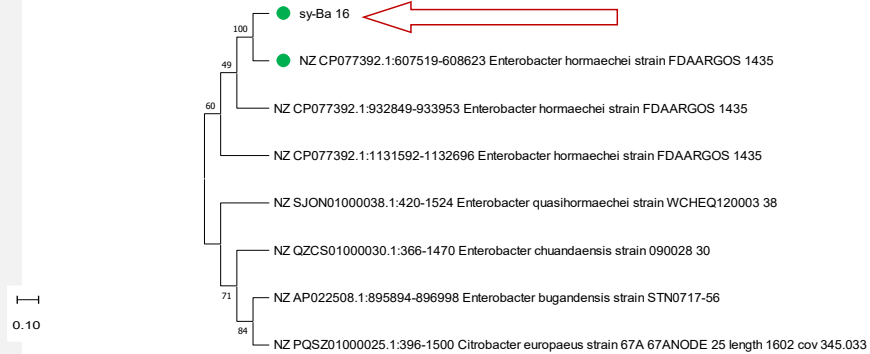 sy-Ba 16
100
NZ CP077392.1:607519-608623 Enterobacter hormaechei strain FDAARGOS 1435
49
60
NZ CP077392.1:932849-933953 Enterobacter hormaechei strain FDAARGOS 1435
NZ CP077392.1:1131592-1132696 Enterobacter hormaechei strain FDAARGOS 1435
NZ SJON01000038.1:420-1524 Enterobacter quasihormaechei strain WCHEQ120003 38
NZ QZCS01000030.1:366-1470 Enterobacter chuandaensis strain 090028 30
71
NZ AP022508.1:895894-896998 Enterobacter bugandensis strain STN0717-56
84
NZ PQSZ01000025.1:396-1500 Citrobacter europaeus strain 67A 67ANODE 25 length 1602 cov 345.033
0.10